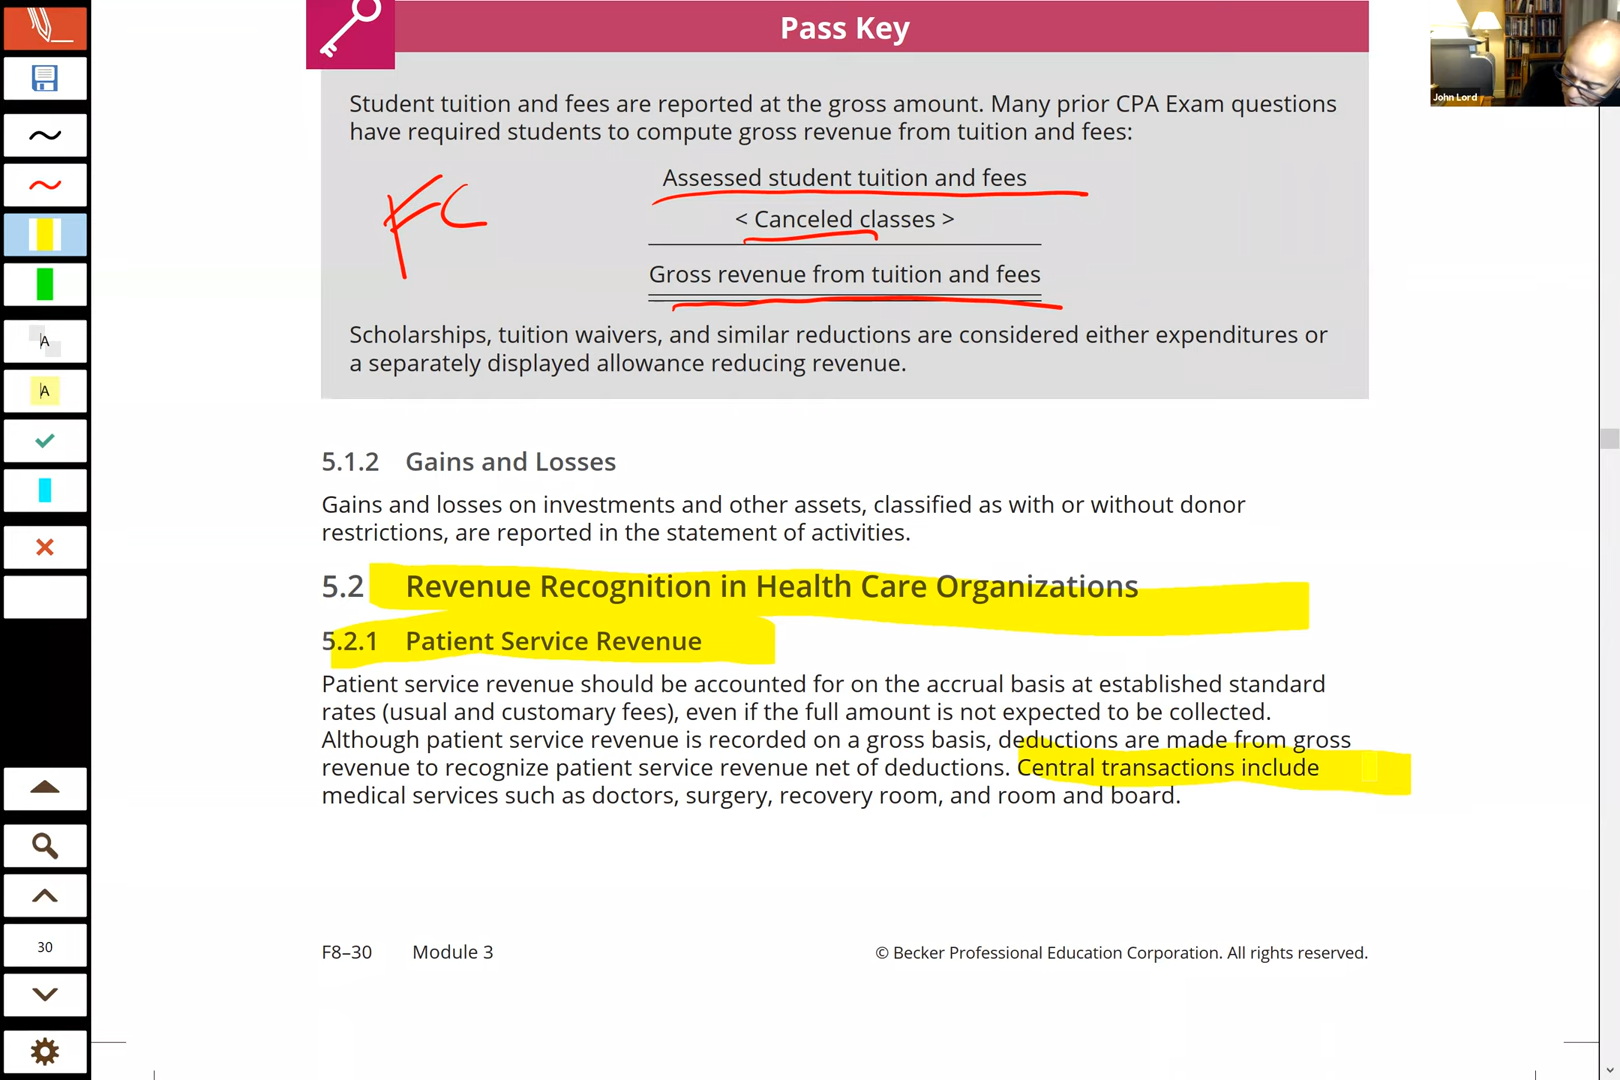 Pass Key
John Lord
Student tuition and fees are reported at the gross amount. Many prior CPA Exam questions
have required students to compute gross revenue from tuition and fees:
Assessed student tuition and fees
FC
< Canceled classes >
Gross revenue from tuition and fees
Scholarships, tuition waivers, and similar reductions are considered either expenditures or
a separately displayed allowance reducing revenue.
A
A
5.1.2 Gains and Losses
Gains and losses on investments and other assets, classified as with or without donor
restrictions, are reported in the statement of activities.
5.2 Revenue Recognition in Health Care Organizations
5.2.1 Patient Service Revenue
Patient service revenue should be accounted for on the accrual basis at established standard
rates (usual and customary fees), even if the full amount is not expected to be collected.
Although patient service revenue is recorded on a gross basis, deductions are made from gross
revenue to recognize patient service revenue net of deductions. Central transactions include
medical services such as doctors, surgery, recovery room, and room and board.
30
F8–30 Module 3 © Becker Professional Education Corporation. All rights reserved.